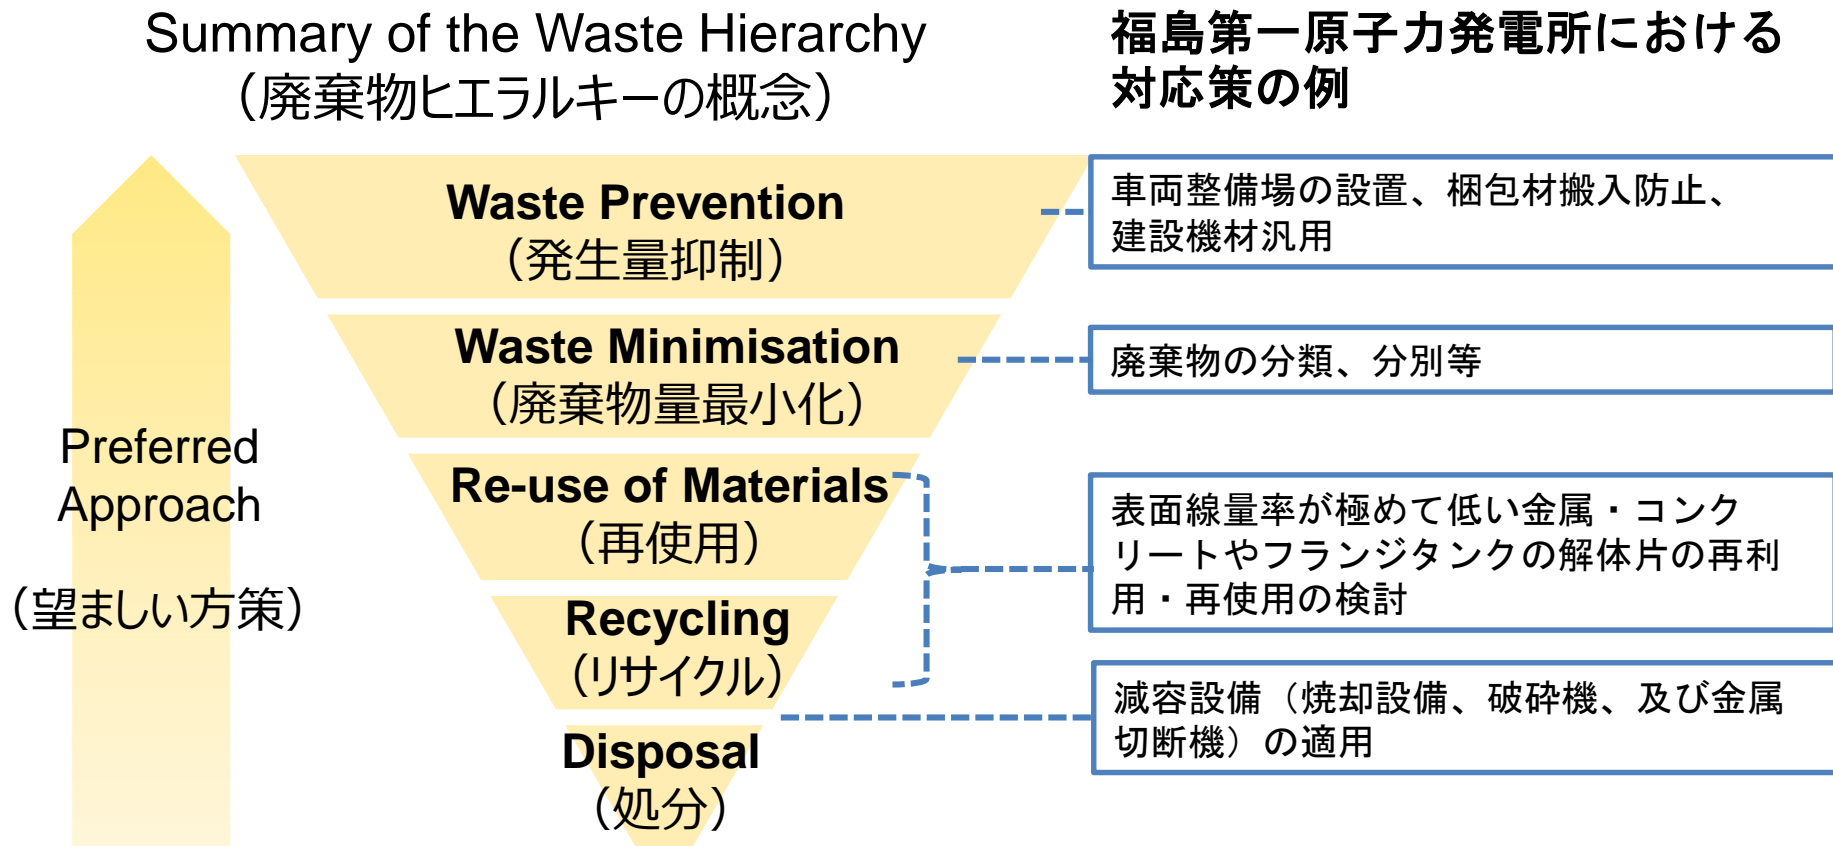 Summary of the Waste Hierarchy
（廃棄物ヒエラルキーの概念）
福島第一原子力発電所における
対応策の例
Preferred
Approach
（望ましい方策）
Waste Prevention
（発生量抑制）
車両整備場の設置、梱包材搬入防止、
建設機材汎用
Waste Minimisation
（廃棄物量最小化）
廃棄物の分類、分別等
Re-use of Materials
（再使用）
Recycling
（リサイクル）
表面線量率が極めて低い金属・コンク
リートやフランジタンクの解体片の再利
用・再使用の検討
Disposal
（処分）
減容設備（焼却設備、破砕機、及び金属
切断機）の適用